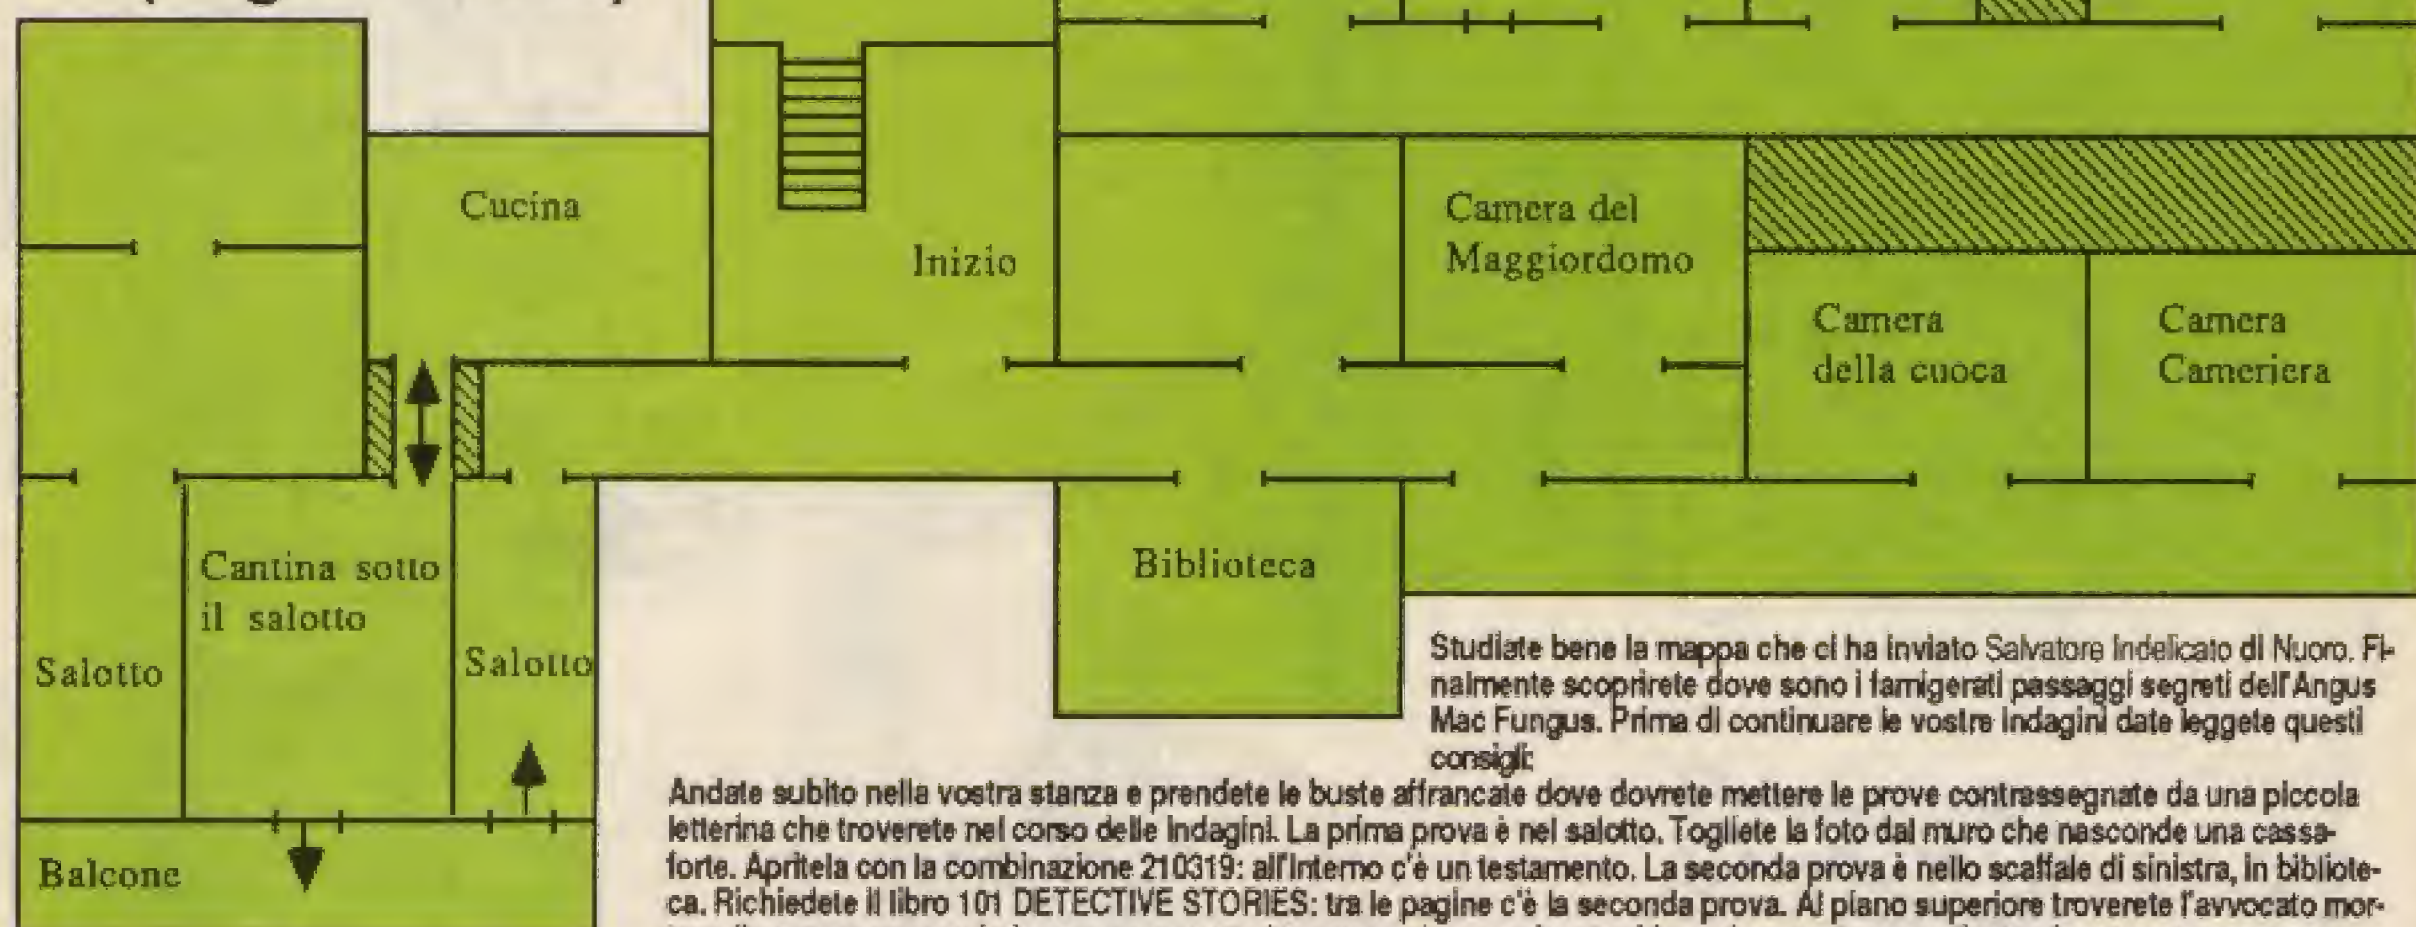 Cucina
Inizio
Camera del
Maggiordomo
Camera
della cuoca
Camera
Cameriera
Cantina sotto
il salotto
Salotto
Salotto
Biblioteca
Balcone
Studiate bene la mappa che ci ha inviato Salvatore Indelicato di Nuoro. Fi-
nalmente scoprirete dove sono i famigerati passaggi segreti dell'Angus
Mac Fungus. Prima di continuare le vostre indagini date leggete questi
consigli:
Andate subito nella vostra stanza e prendete le buste affrancate dove dovrete mettere le prove contrassegnate da una piccola
letterina che troverete nel corso delle indagini. La prima prova è nel salotto. Togliete la foto dal muro che nasconde una cassa-
forte. Apritela con la combinazione 210319: all'interno c'è un testamento. La seconda prova è nello scaffale di sinistra, in bibliote-
ca. Richiedete il libro 101 DETECTIVE STORIES: tra le pagine c'è la seconda prova. Al piano superiore troverete l'avvocato mor-